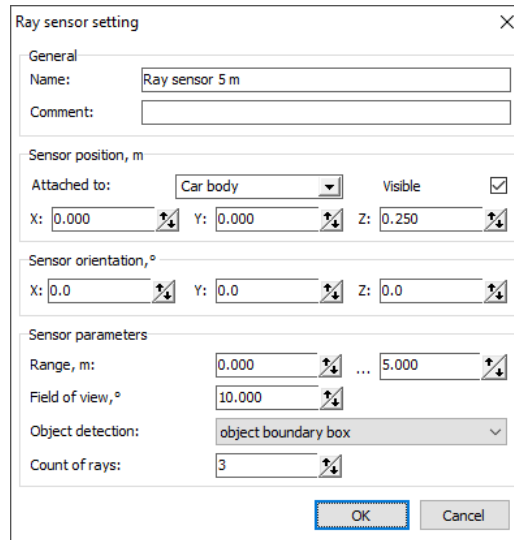 Ray sensor setting
General
Name: Ray sensor 5 m
Comment:
Sensor position, m
Attached to: Car body Visible
X: 0.000 Y: 0.000 Z: 0.250
Sensor orientation,°
X: 0.0 Y: 0.0 Z: 0.0
Sensor parameters
Range, m: 0.000 ... 5.000
Field of view,° 10.000
Object detection: object boundary box
Count of rays: 3
OK Cancel